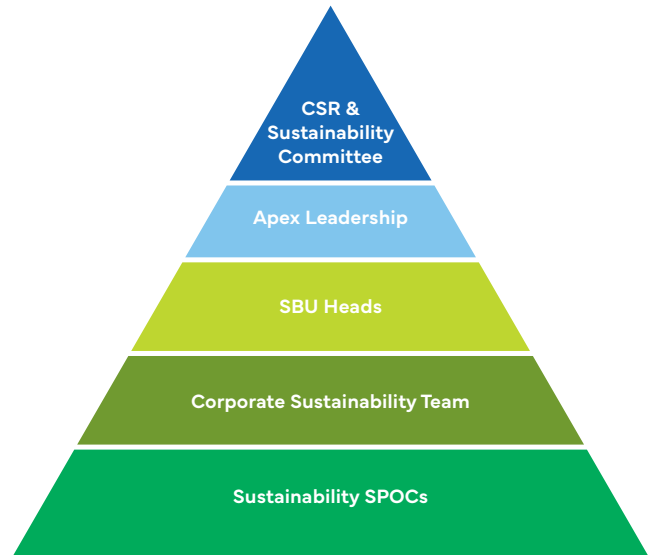 CSR &
Sustainability
Committee
Apex Leadership
SBU Heads
Corporate Sustainability Team
Sustainability SPOCs